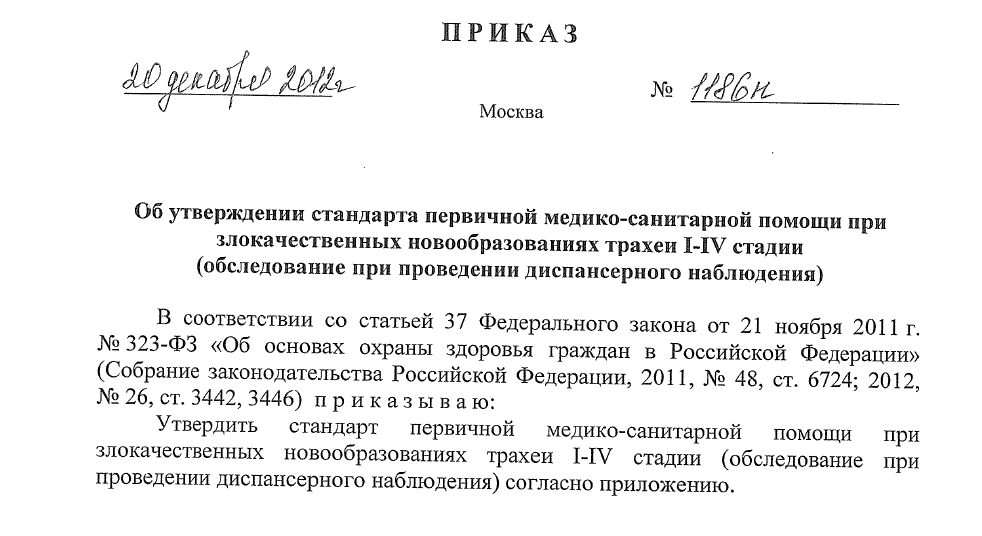 П Р И К А З
20 декабря 2012г № 1186н
Москва
Об утверждении стандарта первичной медико-санитарной помощи при
злокачественных новообразованиях трахеи I-IV стадии
(обследование при проведении диспансерного наблюдения)
В соответствии со статьей 37 Федерального закона от 21 ноября 2011 г.
№ 323-ФЗ «Об основах охраны здоровья граждан в Российской Федерации»
(Собрание законодательства Российской Федерации, 2011, № 48, ст. 6724; 2012,
№ 26, ст. 3442, 3446) п р и к а з ы в а ю:
Утвердить стандарт первичной медико-санитарной помощи при
злокачественных новообразованиях трахеи I-IV стадии (обследование при
проведении диспансерного наблюдения) согласно приложению.